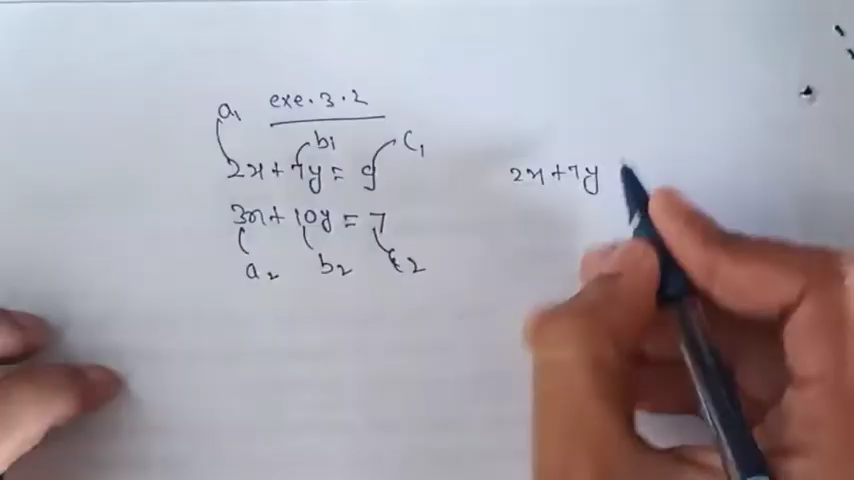 exe. 3.2
a₁ b₁ c₁
2x + 7y = 9
3x + 10y = 7
a₂ b₂ c₂
2x + 7y